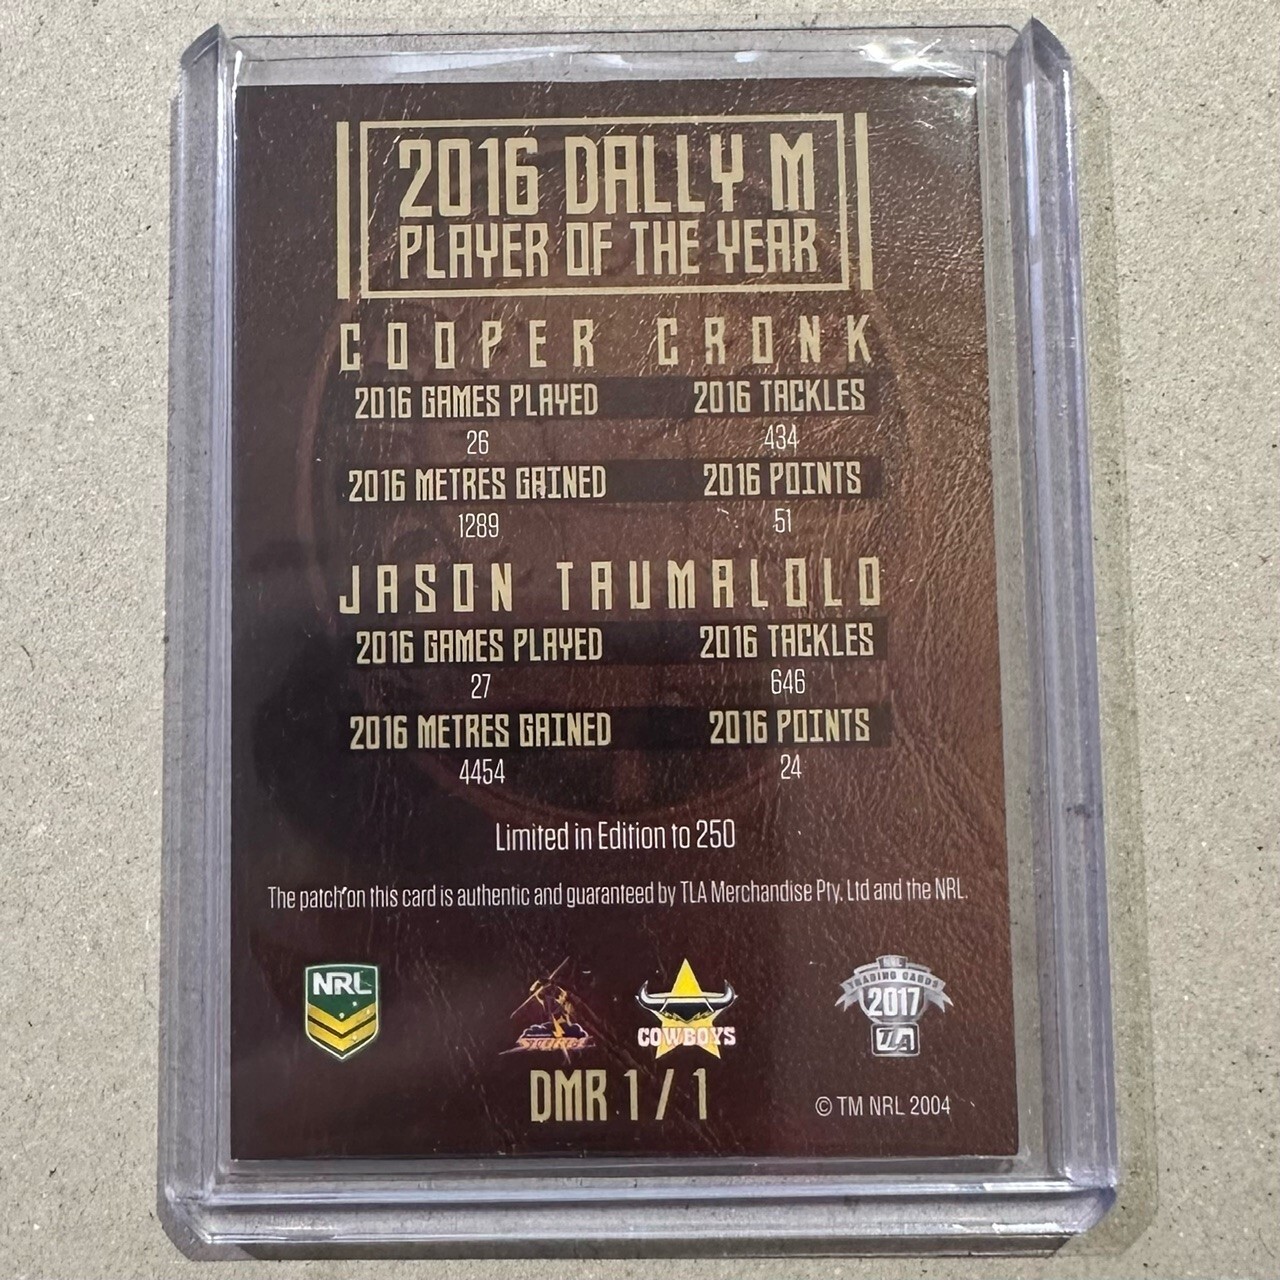 2016 DALLY M
PLAYER OF THE YEAR
COOPER CRONK
2016 GAMES PLAYED 2016 TACKLES
26 434
2016 METRES GAINED 2016 POINTS
1289 51
JASON TAUMALOLO
2016 GAMES PLAYED 2016 TACKLES
27 646
2016 METRES GAINED 2016 POINTS
4454 24
Limited in Edition to 250
The patch on this card is authentic and guaranteed by TLA Merchandise Pty. Ltd and the NRL.
NRL
STORM
COWBOYS
NRL
TRADING CARDS
2017
TLA
DMR 1 / 1
© TM NRL 2004